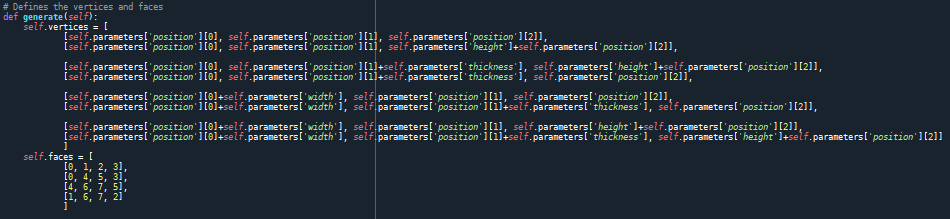 # Defines the vertices and faces
def generate(self):
    self.vertices = [
            [self.parameters['position'][0], self.parameters['position'][1], self.parameters['position'][2]],
            [self.parameters['position'][0], self.parameters['position'][1], self.parameters['height']+self.parameters['position'][2]],

            [self.parameters['position'][0], self.parameters['position'][1]+self.parameters['thickness'], self.parameters['height']+self.parameters['position'][2]],
            [self.parameters['position'][0], self.parameters['position'][1]+self.parameters['thickness'], self.parameters['position'][2]],

            [self.parameters['position'][0]+self.parameters['width'], self.parameters['position'][1], self.parameters['position'][2]],
            [self.parameters['position'][0]+self.parameters['width'], self.parameters['position'][1]+self.parameters['thickness'], self.parameters['position'][2]],

            [self.parameters['position'][0]+self.parameters['width'], self.parameters['position'][1], self.parameters['height']+self.parameters['position'][2]],
            [self.parameters['position'][0]+self.parameters['width'], self.parameters['position'][1]+self.parameters['thickness'], self.parameters['height']+self.parameters['position'][2]]
            ]
    self.faces = [
            [0, 1, 2, 3],
            [0, 4, 5, 3],
            [4, 6, 7, 5],
            [1, 6, 7, 2]
            ]